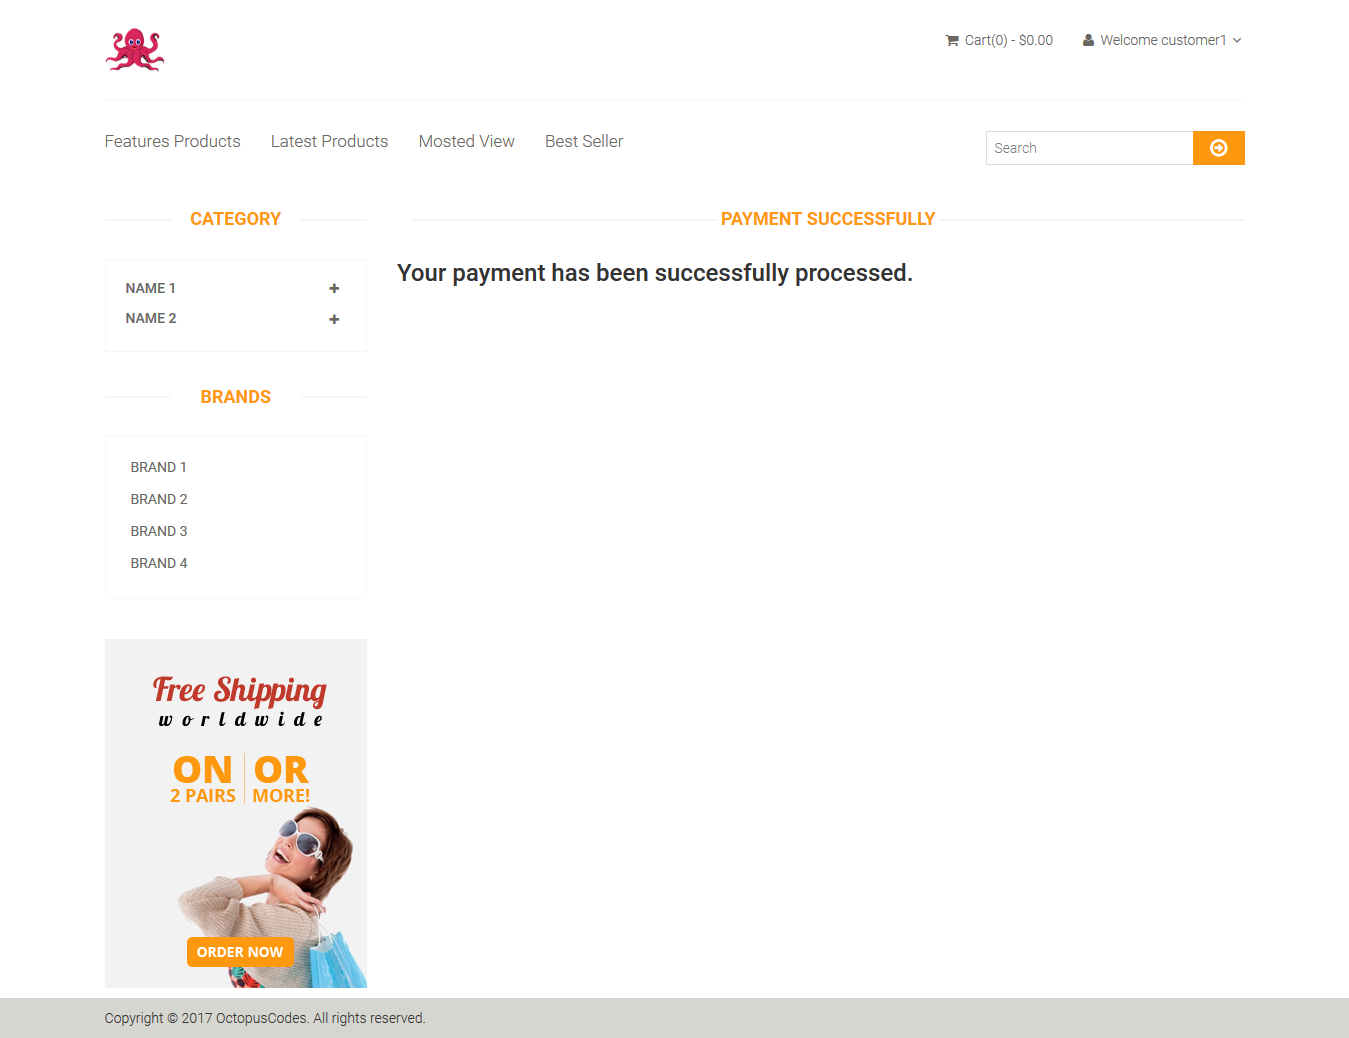 Cart(0) - $0.00
Welcome customer1
Features Products
Latest Products
Mosted View
Best Seller
Search
CATEGORY
NAME 1
NAME 2
BRANDS
BRAND 1
BRAND 2
BRAND 3
BRAND 4
Free Shipping
worldwide
ON OR
2 PAIRS MORE!
ORDER NOW
PAYMENT SUCCESSFULLY
Your payment has been successfully processed.
Copyright © 2017 OctopusCodes. All rights reserved.